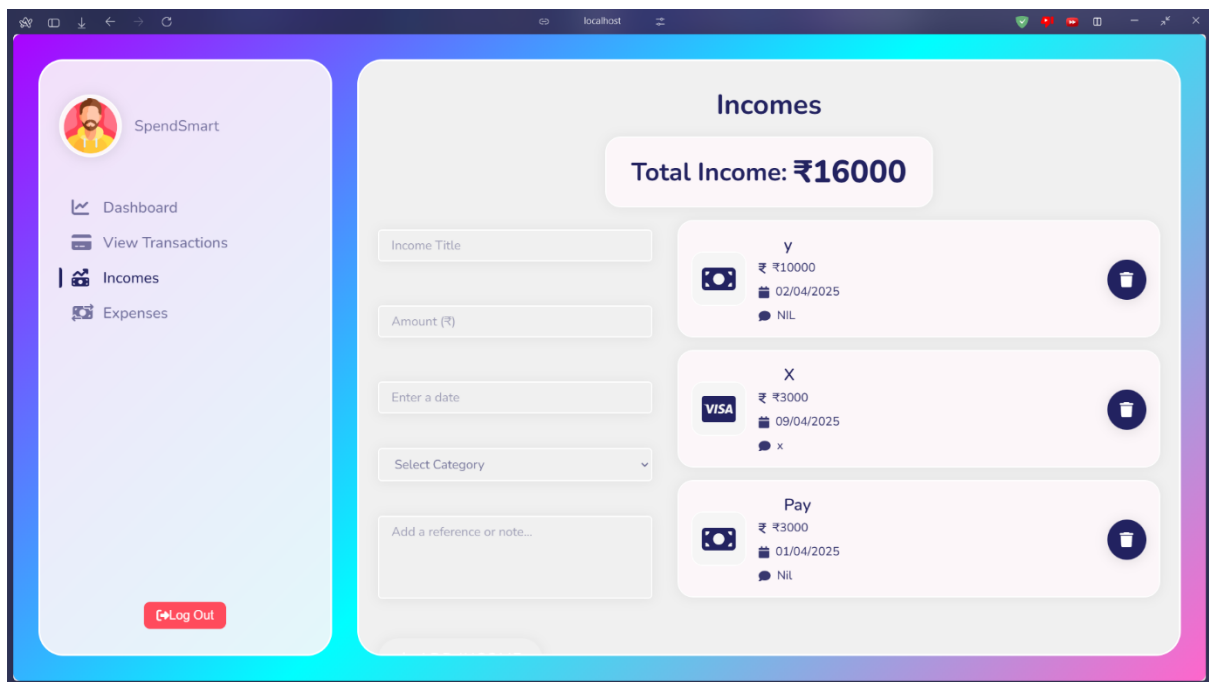 localhost
SpendSmart
Dashboard
View Transactions
Incomes
Expenses
Log Out
Incomes
Total Income: ₹16000
Income Title
Amount (₹)
Enter a date
Select Category
Add a reference or note...
y
₹ ₹10000
02/04/2025
NIL
VISA
X
₹ ₹3000
09/04/2025
x
Pay
₹ ₹3000
01/04/2025
Nil